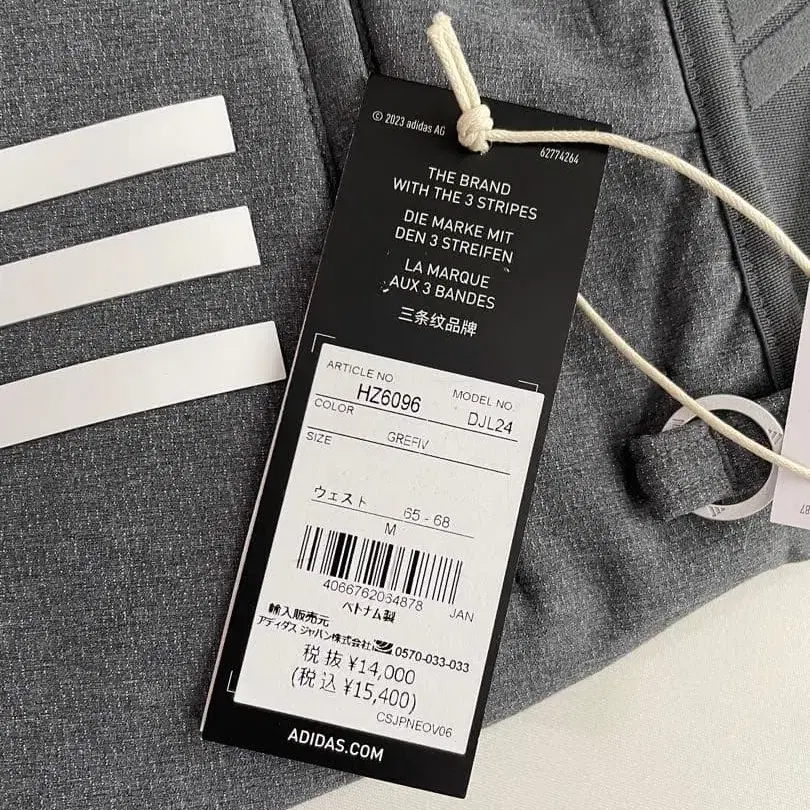 © 2023 adidas AG
62774264
THE BRAND
WITH THE 3 STRIPES
DIE MARKE MIT
DEN 3 STREIFEN
LA MARQUE
AUX 3 BANDES
三条纹品牌
ARTICLE NO
MODEL NO.
HZ6096
DJL24
COLOR
GREFIV
SIZE
ウェスト 65 - 68
M
4066762064878 JAN
ベトナム製
輸入販売元
アディダス ジャパン株式会社 0570-033-033
税抜 ¥14,000
(税込 ¥15,400)
CSJPNEOV06
ADIDAS.COM